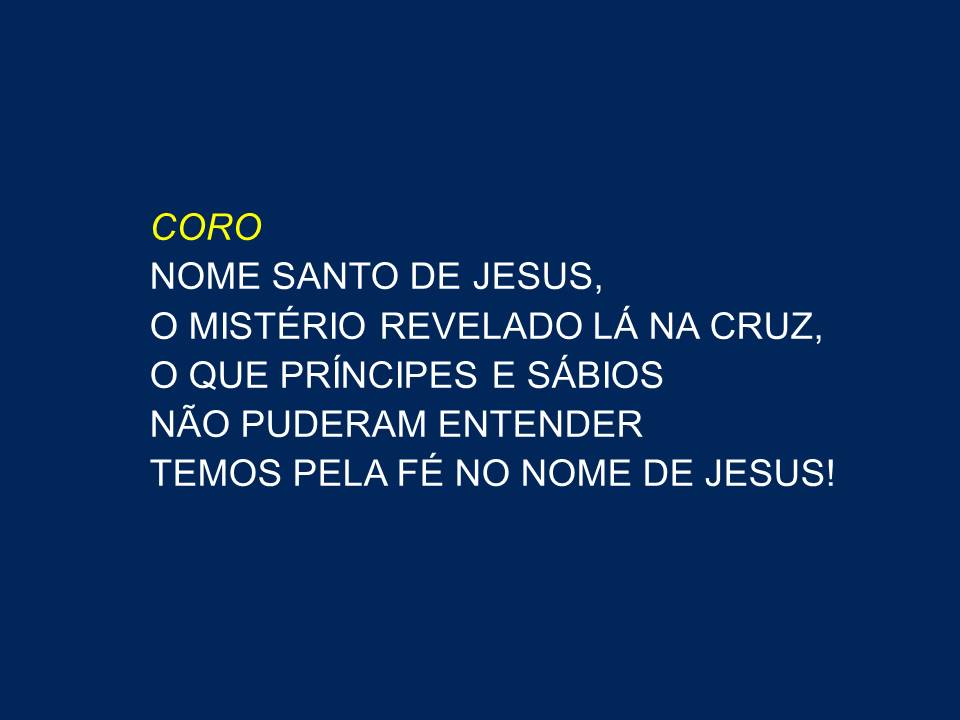 CORO
NOME SANTO DE JESUS,
O MISTÉRIO REVELADO LÁ NA CRUZ,
O QUE PRÍNCIPES E SÁBIOS
NÃO PUDERAM ENTENDER
TEMOS PELA FÉ NO NOME DE JESUS!